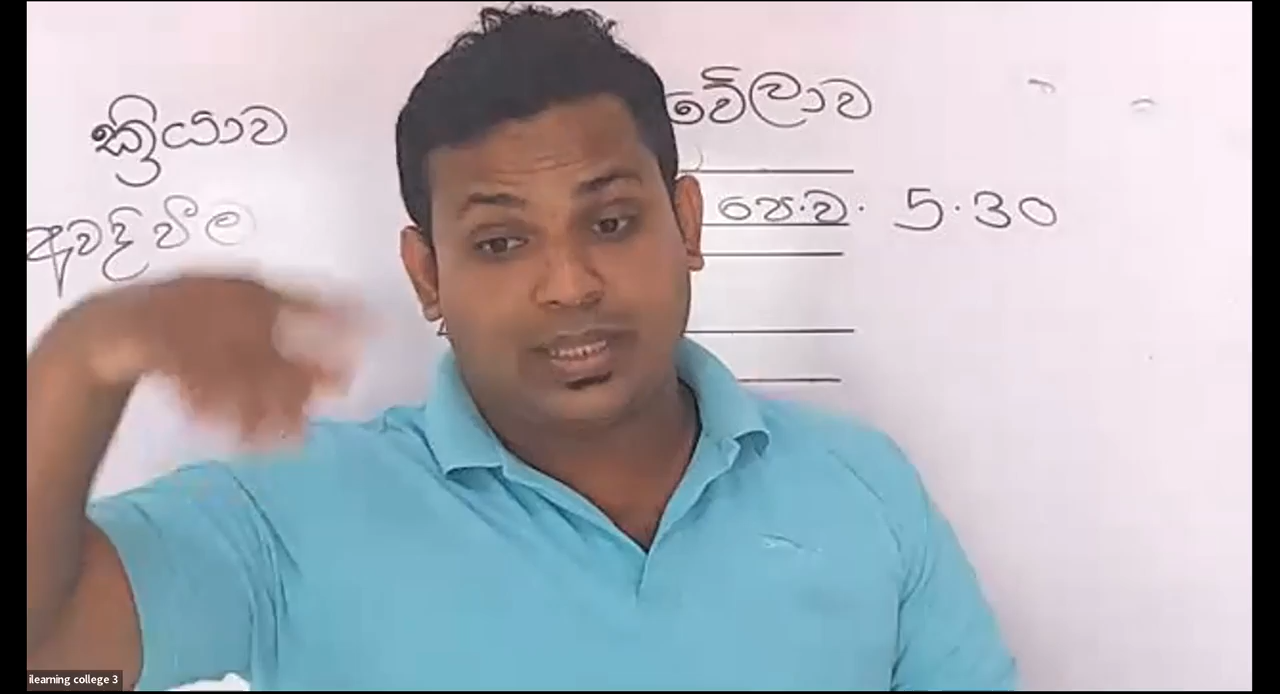 ක්‍රියාව
වේලාව
අවදි වීම
පෙ.ව. 5.30
ilearning college 3